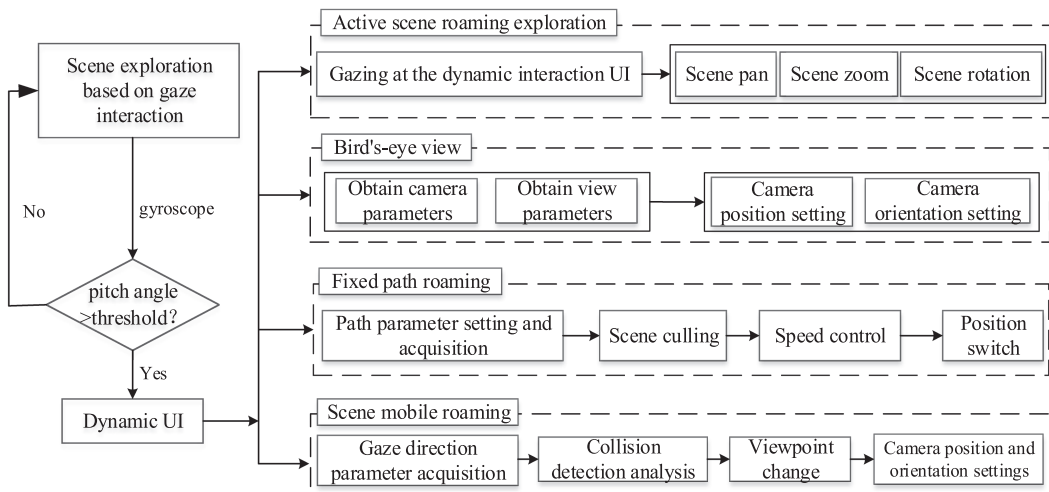 Scene exploration
based on gaze
interaction
No
gyroscope
pitch angle
>threshold?
Yes
Dynamic UI
Active scene roaming exploration
Gazing at the dynamic interaction UI
Scene pan
Scene zoom
Scene rotation
Bird's-eye view
Obtain camera
parameters
Obtain view
parameters
Camera
position setting
Camera
orientation setting
Fixed path roaming
Path parameter setting and
acquisition
Scene culling
Speed control
Position
switch
Scene mobile roaming
Gaze direction
parameter acquisition
Collision
detection analysis
Viewpoint
change
Camera position and
orientation settings